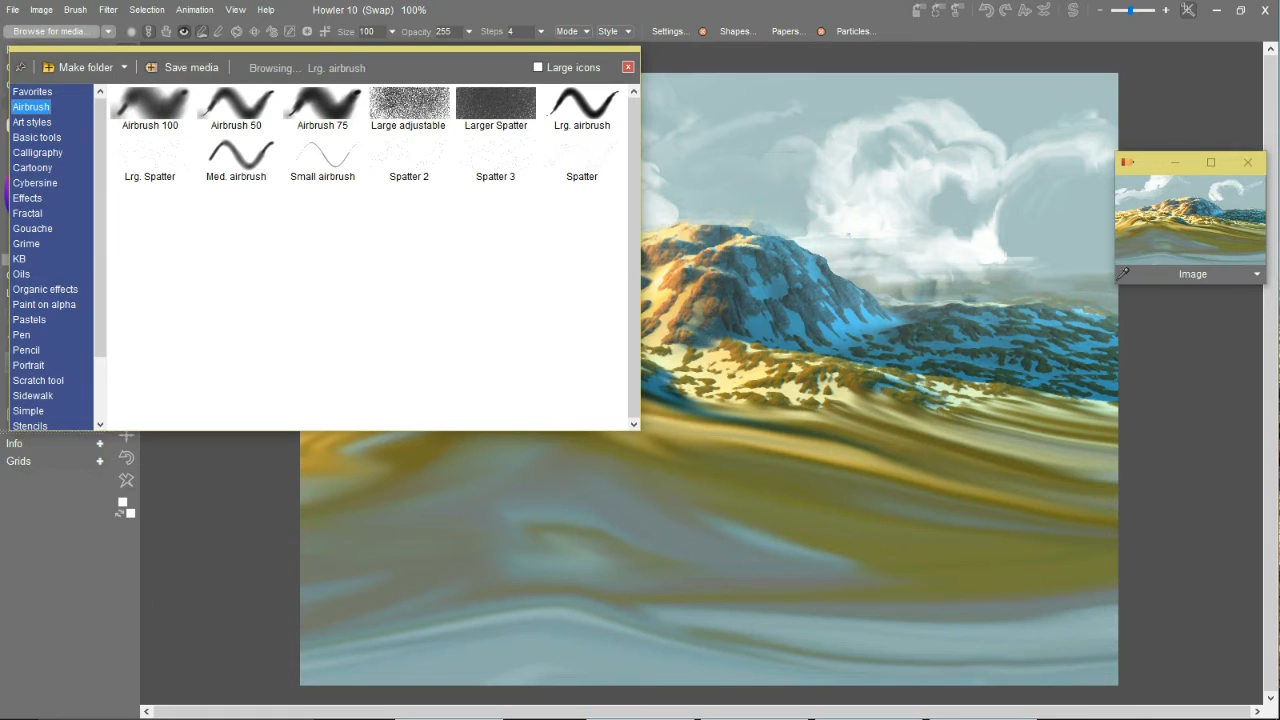 File Image Brush Filter Selection Animation View Help Howler 10 (Swap) 100%
Browse for media... Size 100 Opacity 255 Steps 4 Mode Style Settings... Shapes... Papers... Particles...
Make folder Save media Browsing... Lrg. airbrush Large icons
Favorites
Airbrush
Art styles
Basic tools
Calligraphy
Cartoony
Cybersine
Effects
Fractal
Gouache
Grime
KB
Oils
Organic effects
Paint on alpha
Pastels
Pen
Pencil
Portrait
Scratch tool
Sidewalk
Simple
Stencils
Airbrush 100 Airbrush 50 Airbrush 75 Large adjustable Larger Spatter Lrg. airbrush
Lrg. Spatter Med. airbrush Small airbrush Spatter 2 Spatter 3 Spatter
Image
Info
Grids